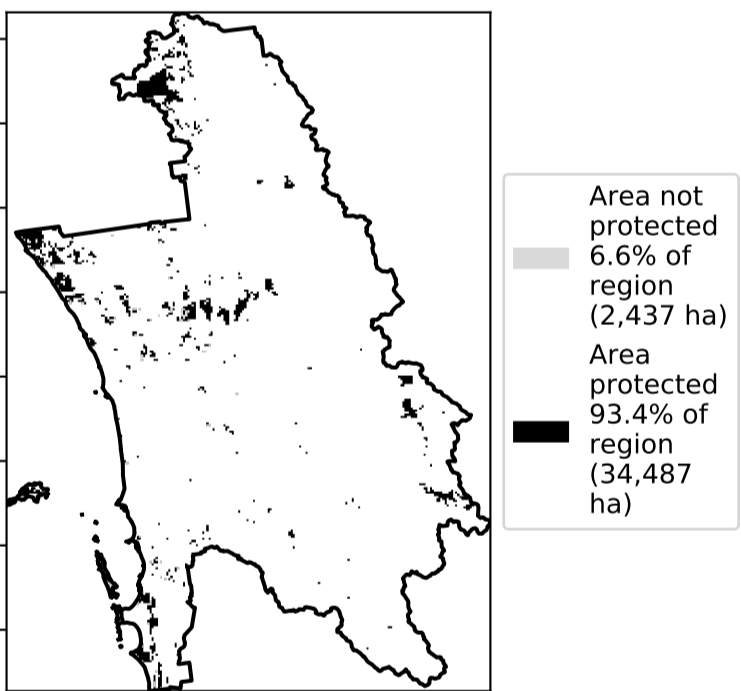 Area not
protected
6.6% of
region
(2,437 ha)
Area
protected
93.4% of
region
(34,487
ha)